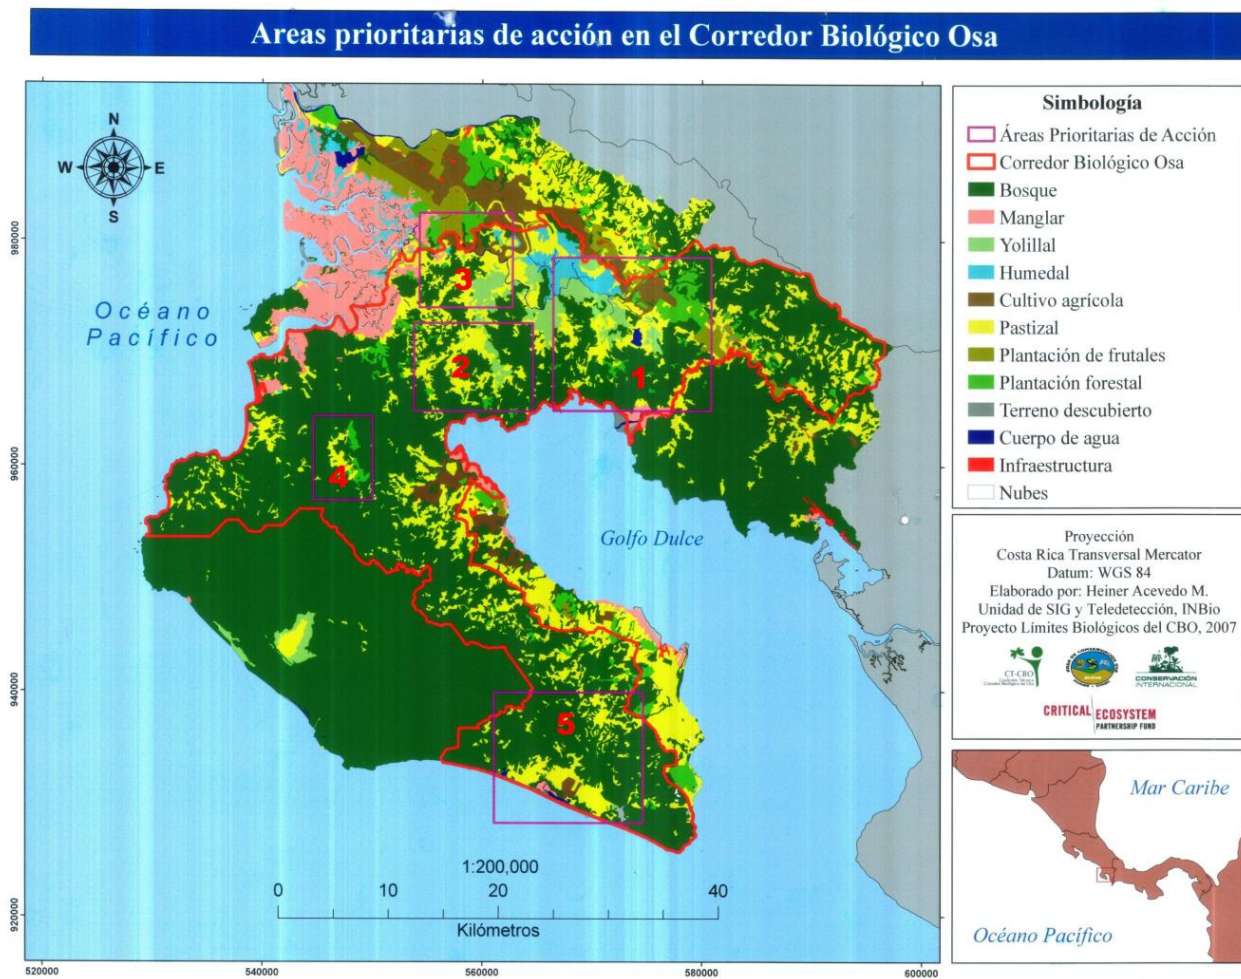 Areas prioritarias de acción en el Corredor Biológico Osa
N
W
E
S
Océano
Pacífico
Golfo Dulce
3
2
1
4
5
1:200,000
0
10
20
40
Kilómetros
980000
960000
940000
920000
520000
540000
560000
580000
600000
Simbología
Áreas Prioritarias de Acción
Corredor Biológico Osa
Bosque
Manglar
Yolillal
Humedal
Cultivo agrícola
Pastizal
Plantación de frutales
Plantación forestal
Terreno descubierto
Cuerpo de agua
Infraestructura
Nubes
Proyección
Costa Rica Transversal Mercator
Datum: WGS 84
Elaborado por: Heiner Acevedo M.
Unidad de SIG y Teledetección, INBio
Proyecto Límites Biológicos del CBO, 2007
CT-CBO
CONSERVACIÓN
INTERNACIONAL
CRITICAL ECOSYSTEM
PARTNERSHIP FUND
Mar Caribe
Océano Pacífico